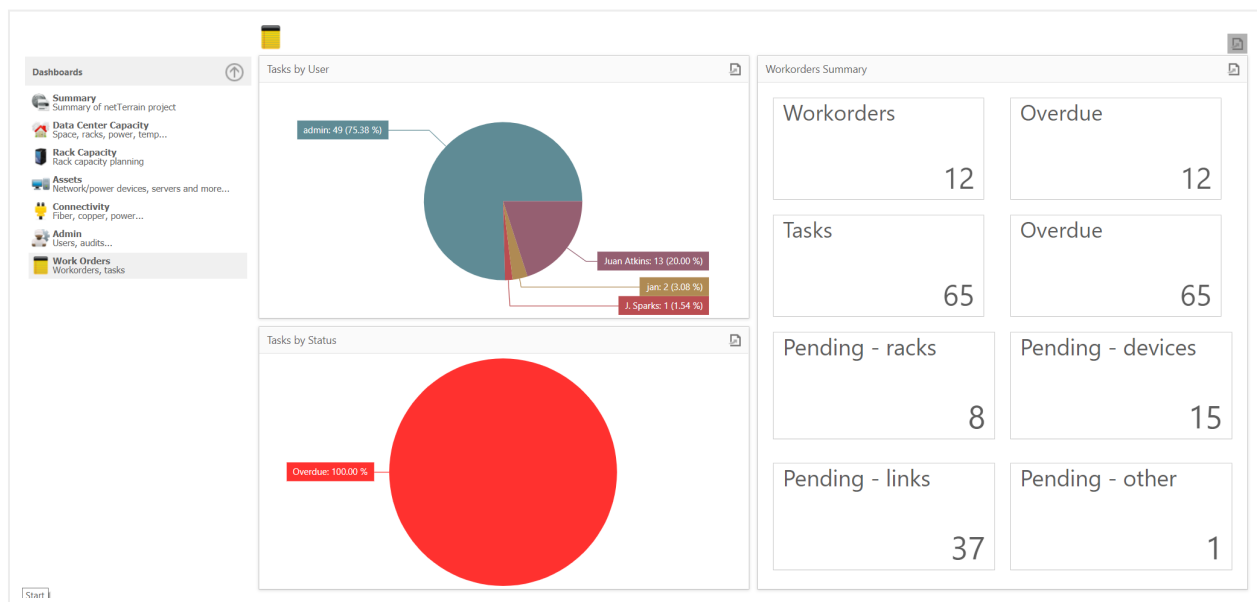 Dashboards
Summary
Summary of netTerrain project
Data Center Capacity
Space, racks, power, temp...
Rack Capacity
Rack capacity planning
Assets
Network/power devices, servers and more...
Connectivity
Fiber, copper, power...
Admin
Users, audits...
Work Orders
Workorders, tasks
Start
Tasks by User
admin: 49 (75.38 %)
Juan Atkins: 13 (20.00 %)
jan: 2 (3.08 %)
J. Sparks: 1 (1.54 %)
Tasks by Status
Overdue: 100.00 %
Workorders Summary
Workorders
12
Overdue
12
Tasks
65
Overdue
65
Pending - racks
8
Pending - devices
15
Pending - links
37
Pending - other
1